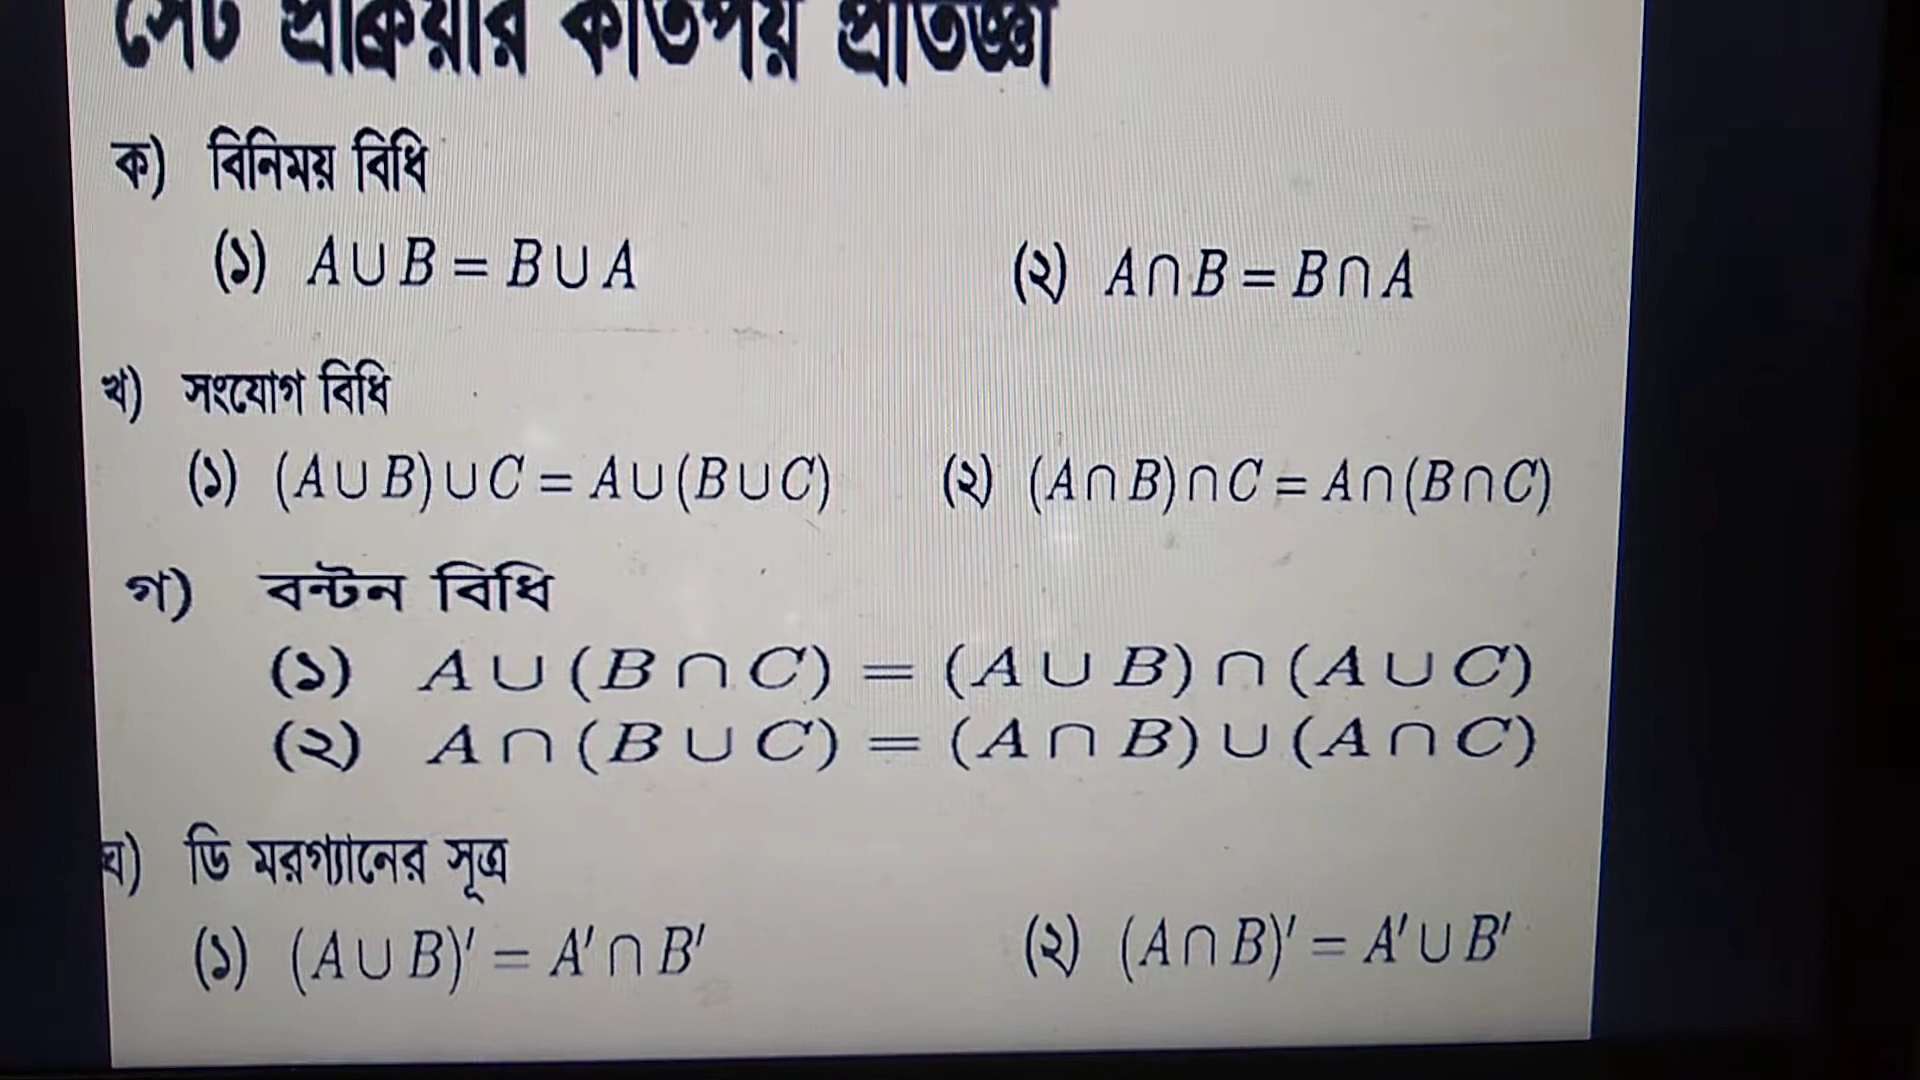 সেট প্রক্রিয়ার কতিপয় প্রতিজ্ঞা
ক) বিনিময় বিধি
(১) A∪B = B∪A (২) A∩B = B∩A
খ) সংযোগ বিধি
(১) (A∪B)∪C = A∪(B∪C) (২) (A∩B)∩C = A∩(B∩C)
গ) বন্টন বিধি
(১) A∪(B∩C) = (A∪B)∩(A∪C)
(২) A∩(B∪C) = (A∩B)∪(A∩C)
ঘ) ডি মরগ্যানের সূত্র
(১) (A∪B)′ = A′∩B′ (২) (A∩B)′ = A′∪B′